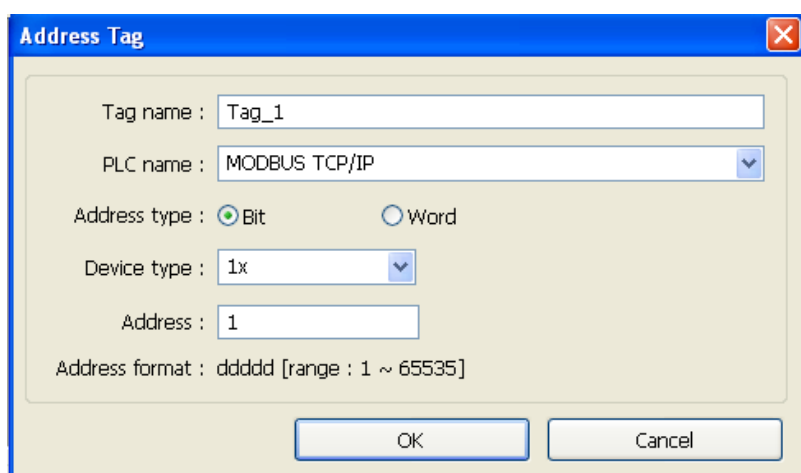 Address Tag
Tag name : Tag_1
PLC name : MODBUS TCP/IP
Address type : Bit Word
Device type : 1x
Address : 1
Address format : ddddd [range : 1 ~ 65535]
OK Cancel